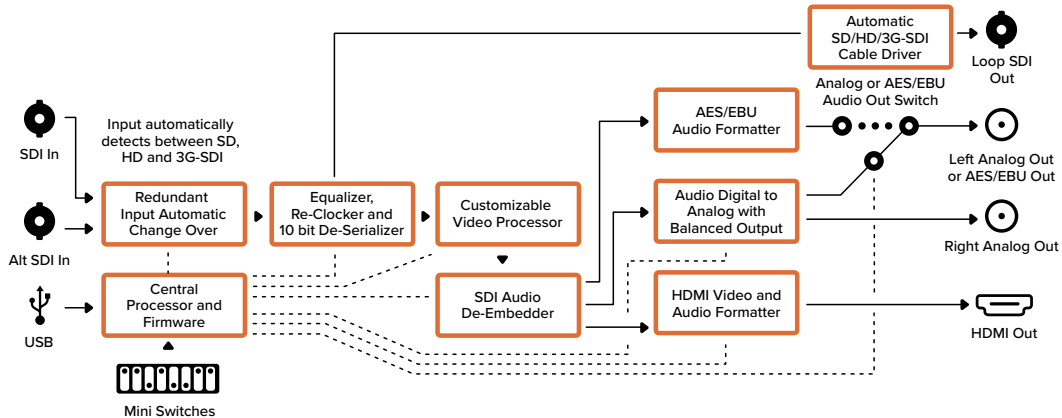 Automatic
SD/HD/3G-SDI
Cable Driver
Loop SDI
Out
Analog or AES/EBU
Audio Out Switch
SDI In
Input automatically
detects between SD,
HD and 3G-SDI
AES/EBU
Audio Formatter
Left Analog Out
or AES/EBU Out
Alt SDI In
Redundant
Input Automatic
Change Over
Equalizer,
Re-Clocker and
10 bit De-Serializer
Customizable
Video Processor
Audio Digital to
Analog with
Balanced Output
Right Analog Out
USB
Central
Processor and
Firmware
SDI Audio
De-Embedder
HDMI Video and
Audio Formatter
HDMI Out
Mini Switches